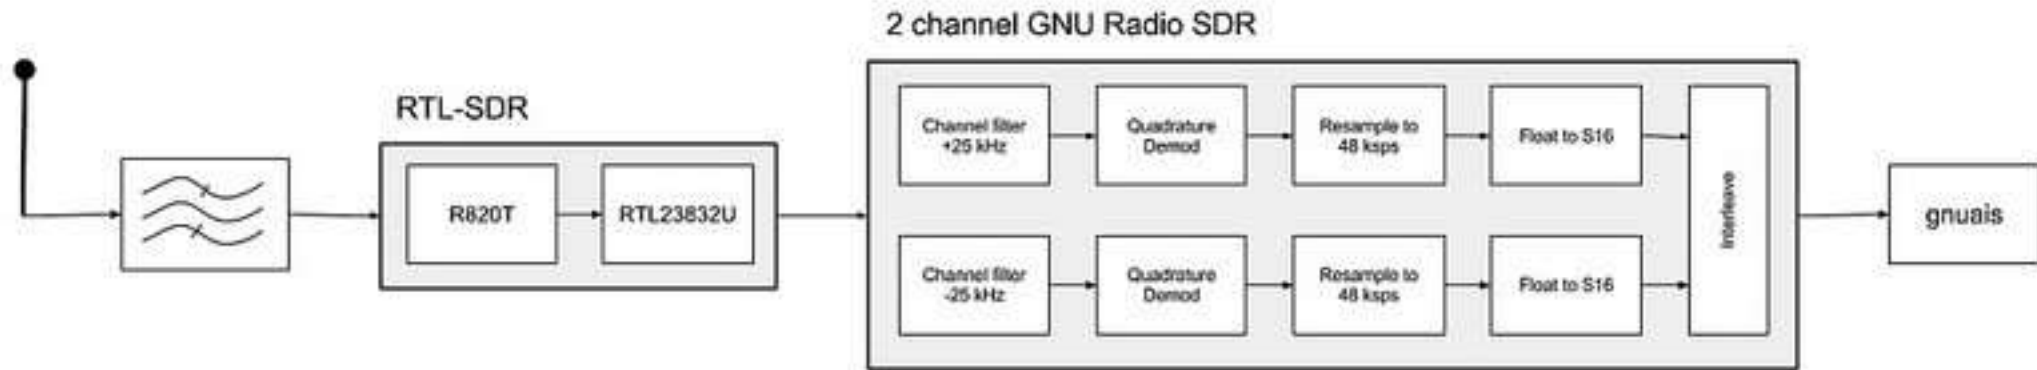 2 channel GNU Radio SDR
RTL-SDR
R820T
RTL23832U
Channel filter
+25 kHz
Quadrature
Demod
Resample to
48 ksps
Float to S16
Channel filter
-25 kHz
Quadrature
Demod
Resample to
48 ksps
Float to S16
Interleave
gnuais